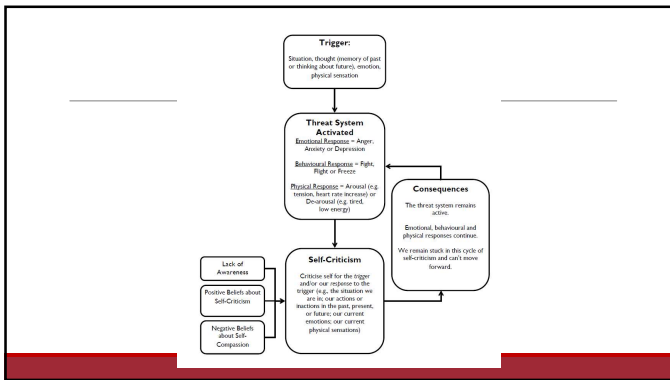 Trigger:
Situation, thought (memory of past
or thinking about future), emotion,
physical sensation
Threat System
Activated
Emotional Response = Anger,
Anxiety or Depression
Behavioural Response = Fight,
Flight or Freeze
Physical Response = Arousal (e.g.
tension, heart rate increase) or
De-arousal (e.g. tired,
low energy)
Consequences
The threat system remains
active.
Emotional, behavioural and
physical responses continue.
We remain stuck in this cycle of
self-criticism and can't move
forward.
Lack of
Awareness
Positive Beliefs about
Self-Criticism
Negative Beliefs
about Self-
Compassion
Self-Criticism
Criticise self for the trigger
and/or our response to the
trigger (e.g., the situation we
are in; our actions or
inactions in the past, present,
or future; our current
emotions; our current
physical sensations)